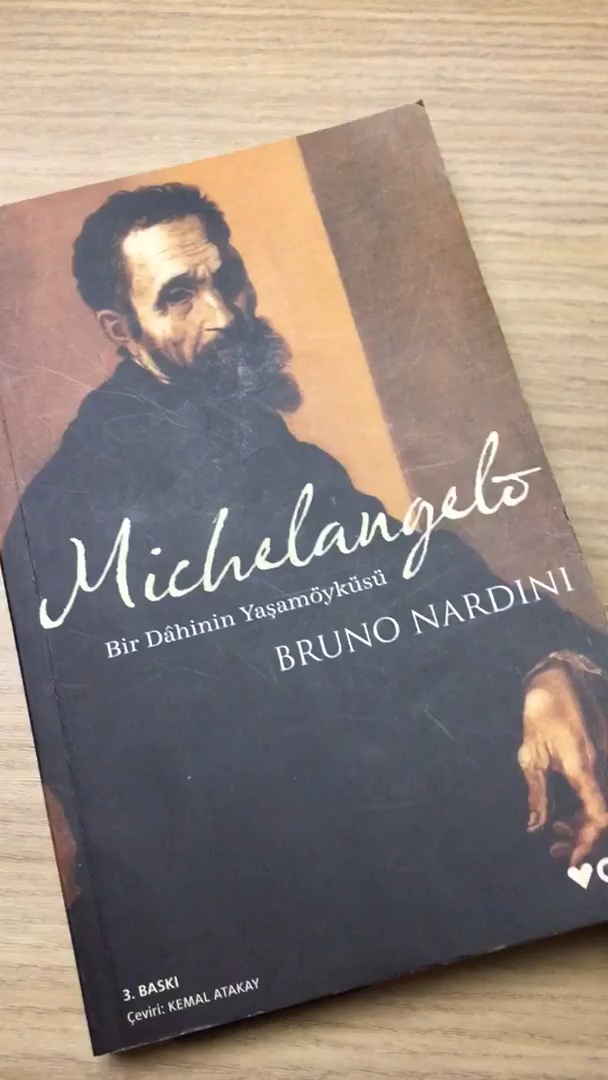 Michelangelo
Bir Dâhinin Yaşamöyküsü
BRUNO NARDINI
3. BASKI
Çeviri: KEMAL ATAKAY